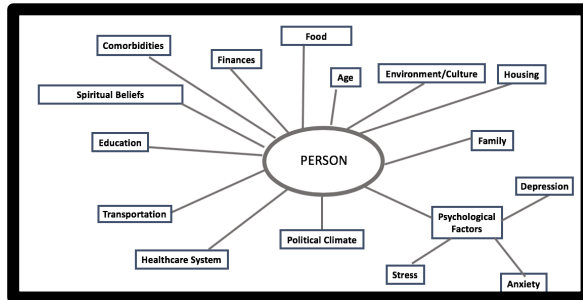 Food
Comorbidities
Finances
Age
Environment/Culture
Housing
Spiritual Beliefs
Education
PERSON
Family
Depression
Transportation
Psychological
Factors
Political Climate
Healthcare System
Stress
Anxiety